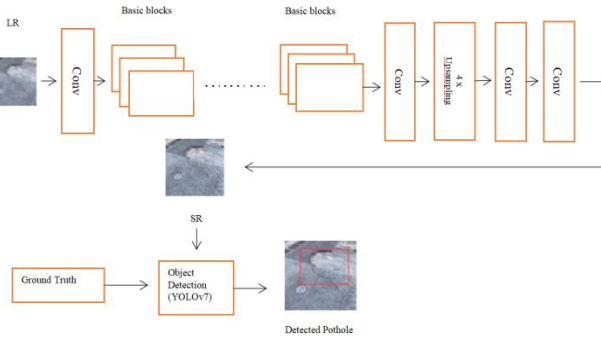 LR
Basic blocks
Basic blocks
Conv
Conv
4 x
Upsampling
Conv
Conv
SR
Ground Truth
Object
Detection
(YOLOv7)
Detected Pothole